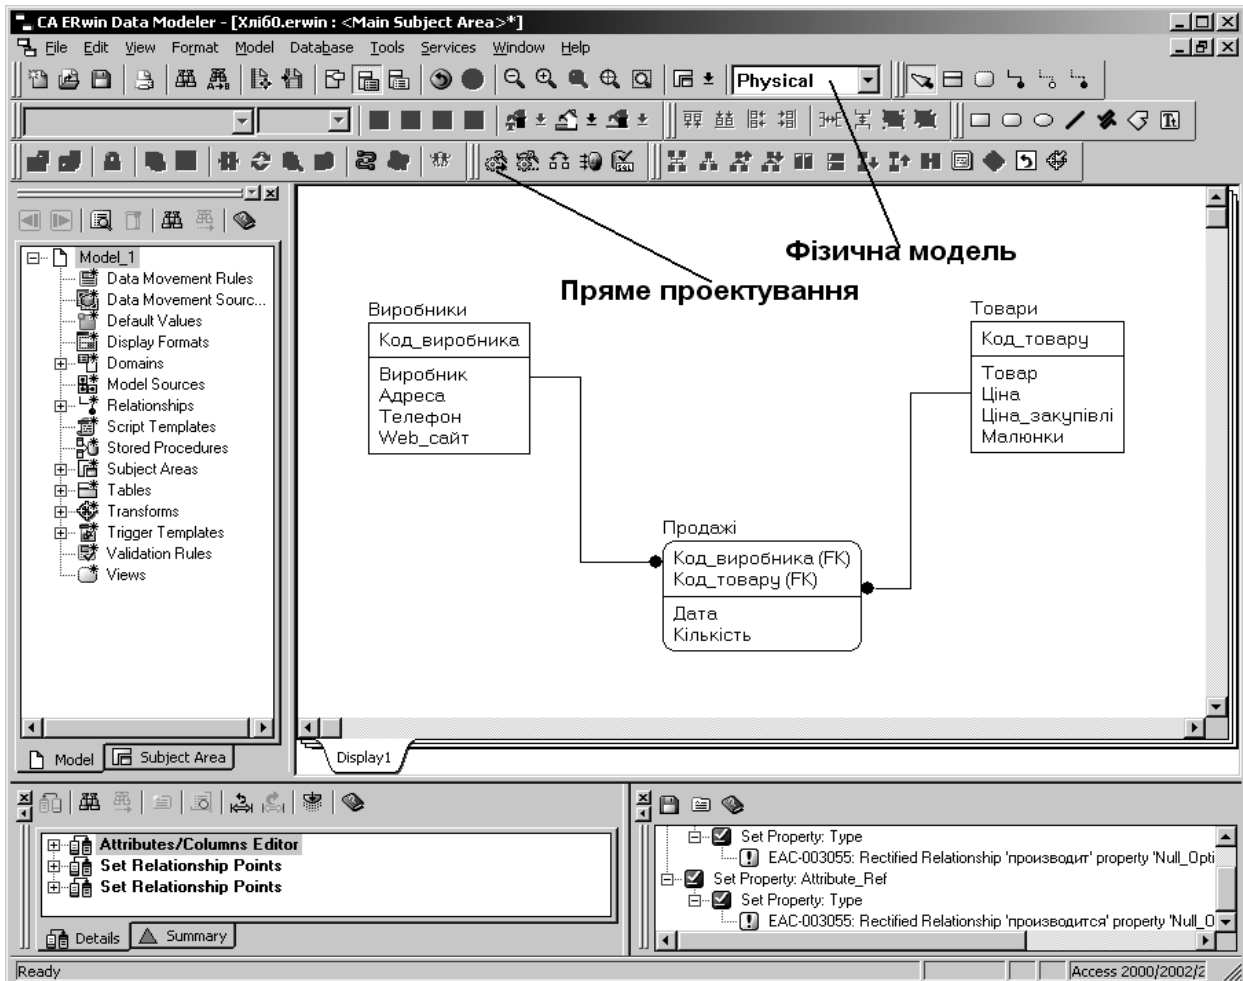 CA ERwin Data Modeler - [Хліб0.erwin : <Main Subject Area>*]
File Edit View Format Model Database Tools Services Window Help
Physical
Фізична модель
Пряме проектування
Model_1
Data Movement Rules
Data Movement Sourc...
Default Values
Display Formats
Domains
Model Sources
Relationships
Script Templates
Stored Procedures
Subject Areas
Tables
Transforms
Trigger Templates
Validation Rules
Views
Model Subject Area
Виробники
Код_виробника
Виробник
Адреса
Телефон
Web_сайт
Товари
Код_товару
Товар
Ціна
Ціна_закупівлі
Малюнки
Продажі
Код_виробника (FK)
Код_товару (FK)
Дата
Кількість
Display1
Attributes/Columns Editor
Set Relationship Points
Set Relationship Points
Details Summary
Set Property: Type
EAC-003055: Rectified Relationship 'производит' property 'Null_Opti
Set Property: Attribute_Ref
Set Property: Type
EAC-003055: Rectified Relationship 'производится' property 'Null_O
Ready
Access 2000/2002/2